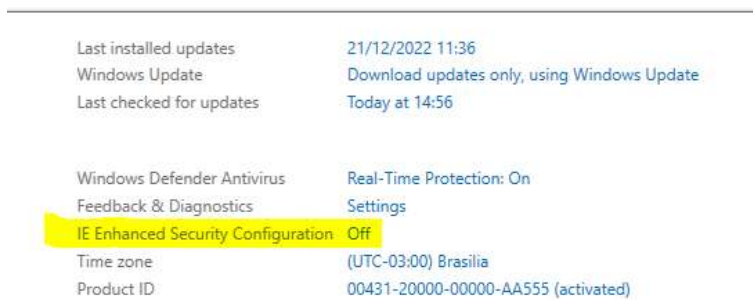 Last installed updates 21/12/2022 11:36
Windows Update Download updates only, using Windows Update
Last checked for updates Today at 14:56
Windows Defender Antivirus Real-Time Protection: On
Feedback & Diagnostics Settings
IE Enhanced Security Configuration Off
Time zone (UTC-03:00) Brasilia
Product ID 00431-20000-00000-AA555 (activated)